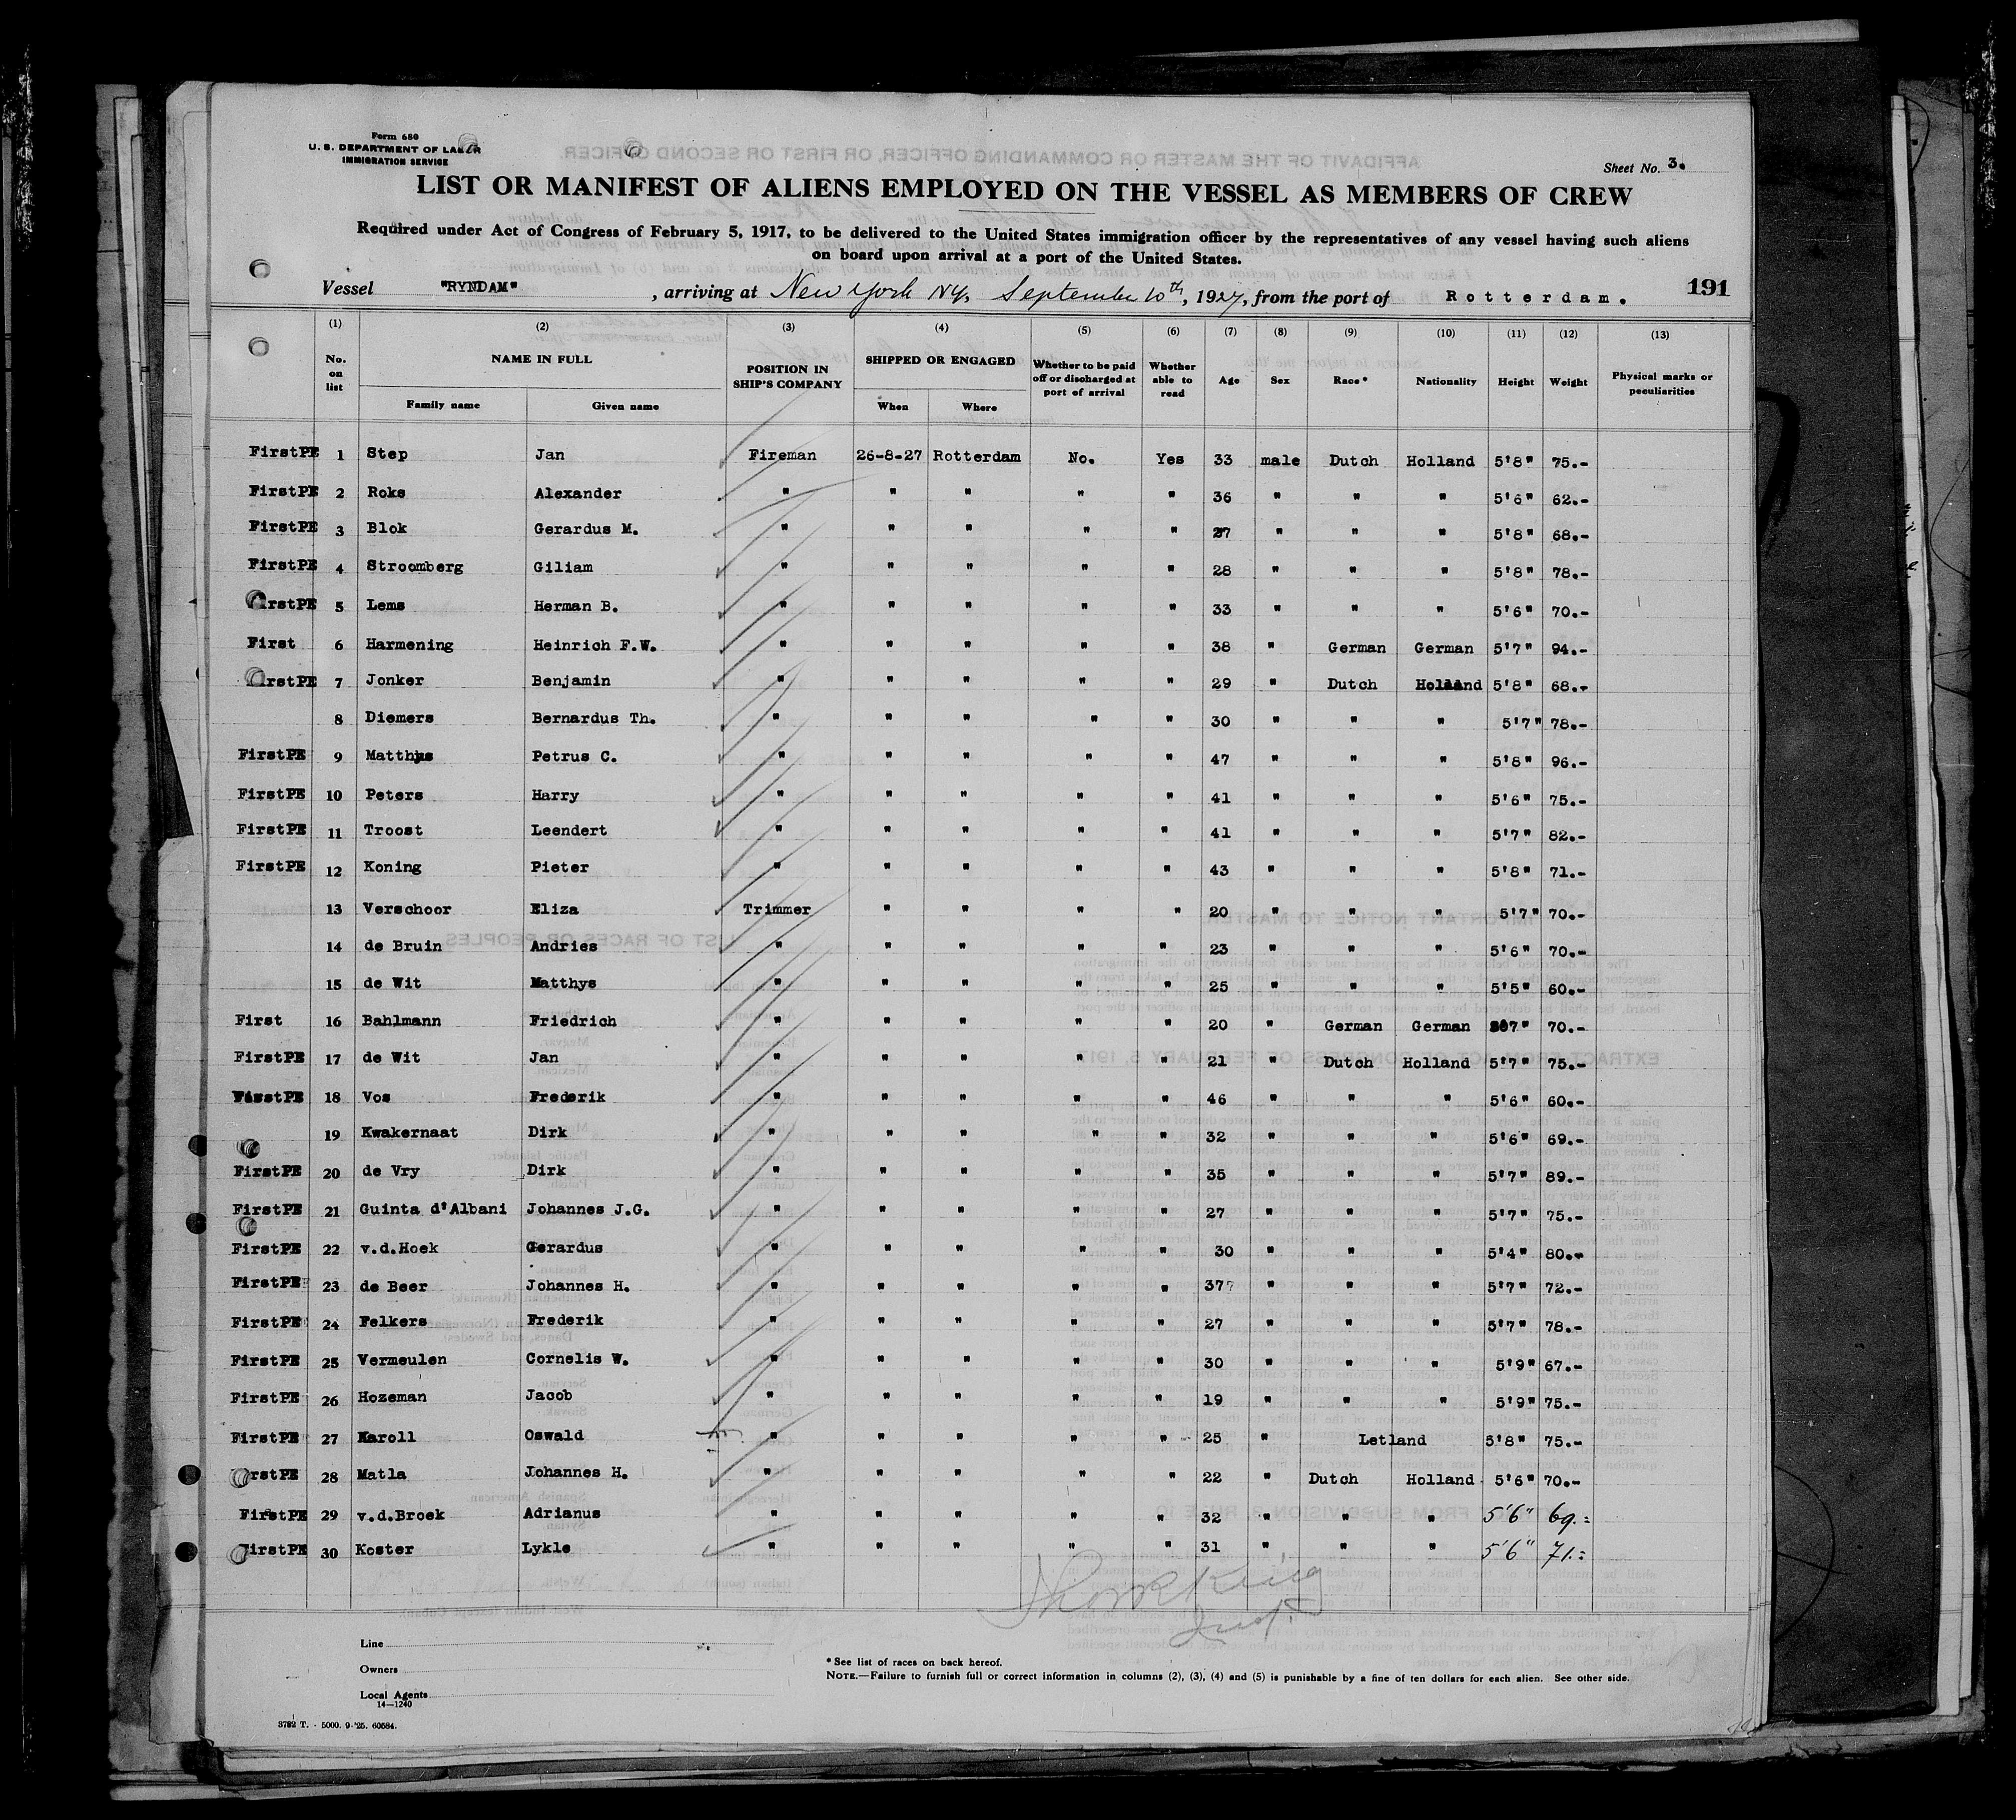 Form 680
U. S. DEPARTMENT OF LABOR
IMMIGRATION SERVICE
Sheet No. 3.
LIST OR MANIFEST OF ALIENS EMPLOYED ON THE VESSEL AS MEMBERS OF CREW
Required under Act of Congress of February 5, 1917, to be delivered to the United States immigration officer by the representatives of any vessel having such aliens
on board upon arrival at a port of the United States.
Vessel "RYNDAM", arriving at New York NY, September 10th, 1927, from the port of Rotterdam.
191
(1) (2) (3) (4) (5) (6) (7) (8) (9) (10) (11) (12) (13)
No. on list NAME IN FULL Family name Given name POSITION IN SHIP'S COMPANY SHIPPED OR ENGAGED When Where Whether to be paid off or discharged at port of arrival Whether able to read Age Sex Race* Nationality Height Weight Physical marks or peculiarities
FirstPE 1 Step Jan Fireman 26-8-27 Rotterdam No. Yes 33 male Dutch Holland 5'8" 75.-
FirstPE 2 Roks Alexander " " " " " 36 " " " 5'6" 62.-
FirstPE 3 Blok Gerardus M. " " " " " 27 " " " 5'8" 68.-
FirstPE 4 Stroomberg Giliam " " " " " 28 " " " 5'8" 78.-
FirstPE 5 Lems Herman B. " " " " " 33 " " " 5'6" 70.-
First 6 Harmening Heinrich F.W. " " " " " 38 " German German 5'7" 94.-
FirstPE 7 Jonker Benjamin " " " " " 29 " Dutch Holland 5'8" 68.-
8 Diemers Bernardus Th. " " " " " 30 " " " 5'7" 78.-
FirstPE 9 Matthys Petrus C. " " " " " 47 " " " 5'8" 96.-
FirstPE 10 Peters Harry " " " " " 41 " " " 5'6" 75.-
FirstPE 11 Troost Leendert " " " " " 41 " " " 5'7" 82.-
FirstPE 12 Koning Pieter " " " " " 43 " " " 5'8" 71.-
13 Verschoor Eliza Trimmer " " " " 20 " " " 5'7" 70.-
14 de Bruin Andries " " " " " 23 " " " 5'6" 70.-
15 de Wit Matthys " " " " " 25 " " " 5'5" 60.-
First 16 Bahlmann Friedrich " " " " " 20 " German German 5'7" 70.-
FirstPE 17 de Wit Jan " " " " " 21 " Dutch Holland 5'7" 75.-
FirstPE 18 Vos Frederik " " " " " 46 " " " 5'6" 60.-
19 Kwakernaat Dirk " " " " " 32 " " " 5'6" 69.-
FirstPE 20 de Vry Dirk " " " " " 35 " " " 5'7" 89.-
FirstPE 21 Guinta d'Albani Johannes J.G. " " " " " 27 " " " 5'7" 75.-
FirstPE 22 v.d.Hoek Gerardus " " " " " 30 " " " 5'4" 80.-
FirstPE 23 de Beer Johannes H. " " " " " 37 " " " 5'7" 72.-
FirstPE 24 Felkers Frederik " " " " " 27 " " " 5'7" 78.-
FirstPE 25 Vermeulen Cornelis W. " " " " " 30 " " " 5'9" 67.-
FirstPE 26 Hozeman Jacob " " " " " 19 " " " 5'9" 75.-
FirstPE 27 Karoll Oswald " " " " " 25 " Letland 5'8" 75.-
FirstPE 28 Matla Johannes H. " " " " " 22 " Dutch Holland 5'6" 70.-
FirstPE 29 v.d.Broek Adrianus " " " " " 32 " " " 5'6" 69.-
FirstPE 30 Koster Lykle " " " " " 31 " " " 5'6" 71.-
Line
Owners
Local Agents
14—1240
* See list of races on back hereof.
NOTE.—Failure to furnish full or correct information in columns (2), (3), (4) and (5) is punishable by a fine of ten dollars for each alien. See other side.
3782 T. - 5000. 9-'25. 60584.